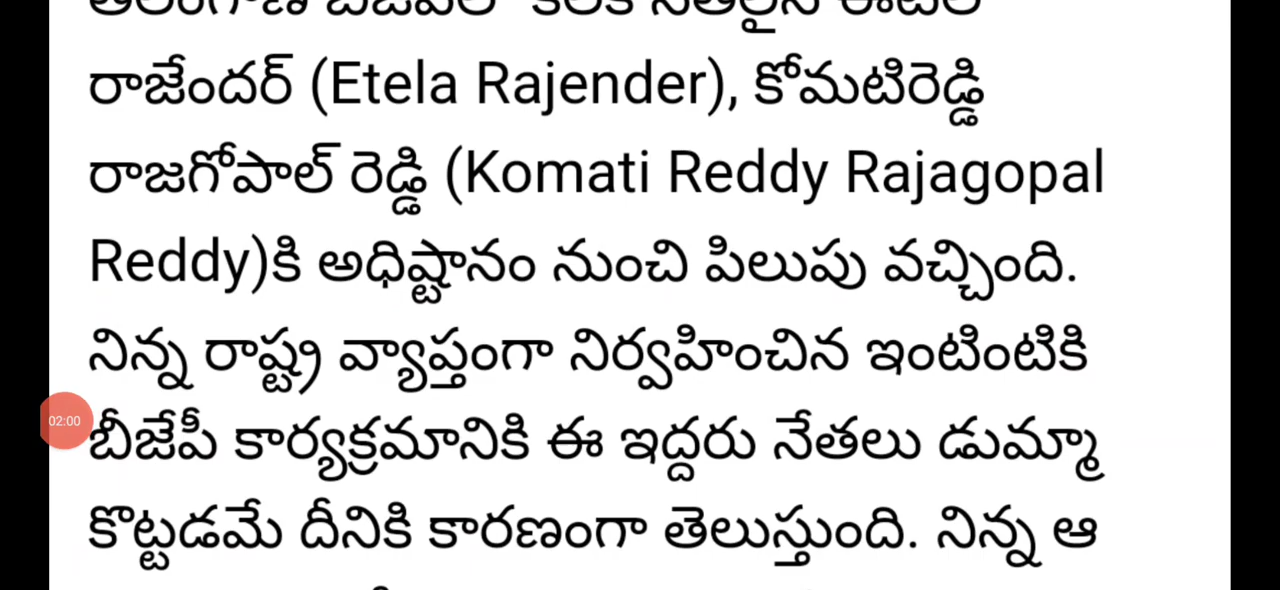 రాజేందర్ (Etela Rajender), కోమటిరెడ్డి
రాజగోపాల్ రెడ్డి (Komati Reddy Rajagopal
Reddy)కి అధిష్టానం నుంచి పిలుపు వచ్చింది.
నిన్న రాష్ట్ర వ్యాప్తంగా నిర్వహించిన ఇంటింటికి
02:00
బీజేపీ కార్యక్రమానికి ఈ ఇద్దరు నేతలు డుమ్మా
కొట్టడమే దీనికి కారణంగా తెలుస్తుంది. నిన్న ఆ